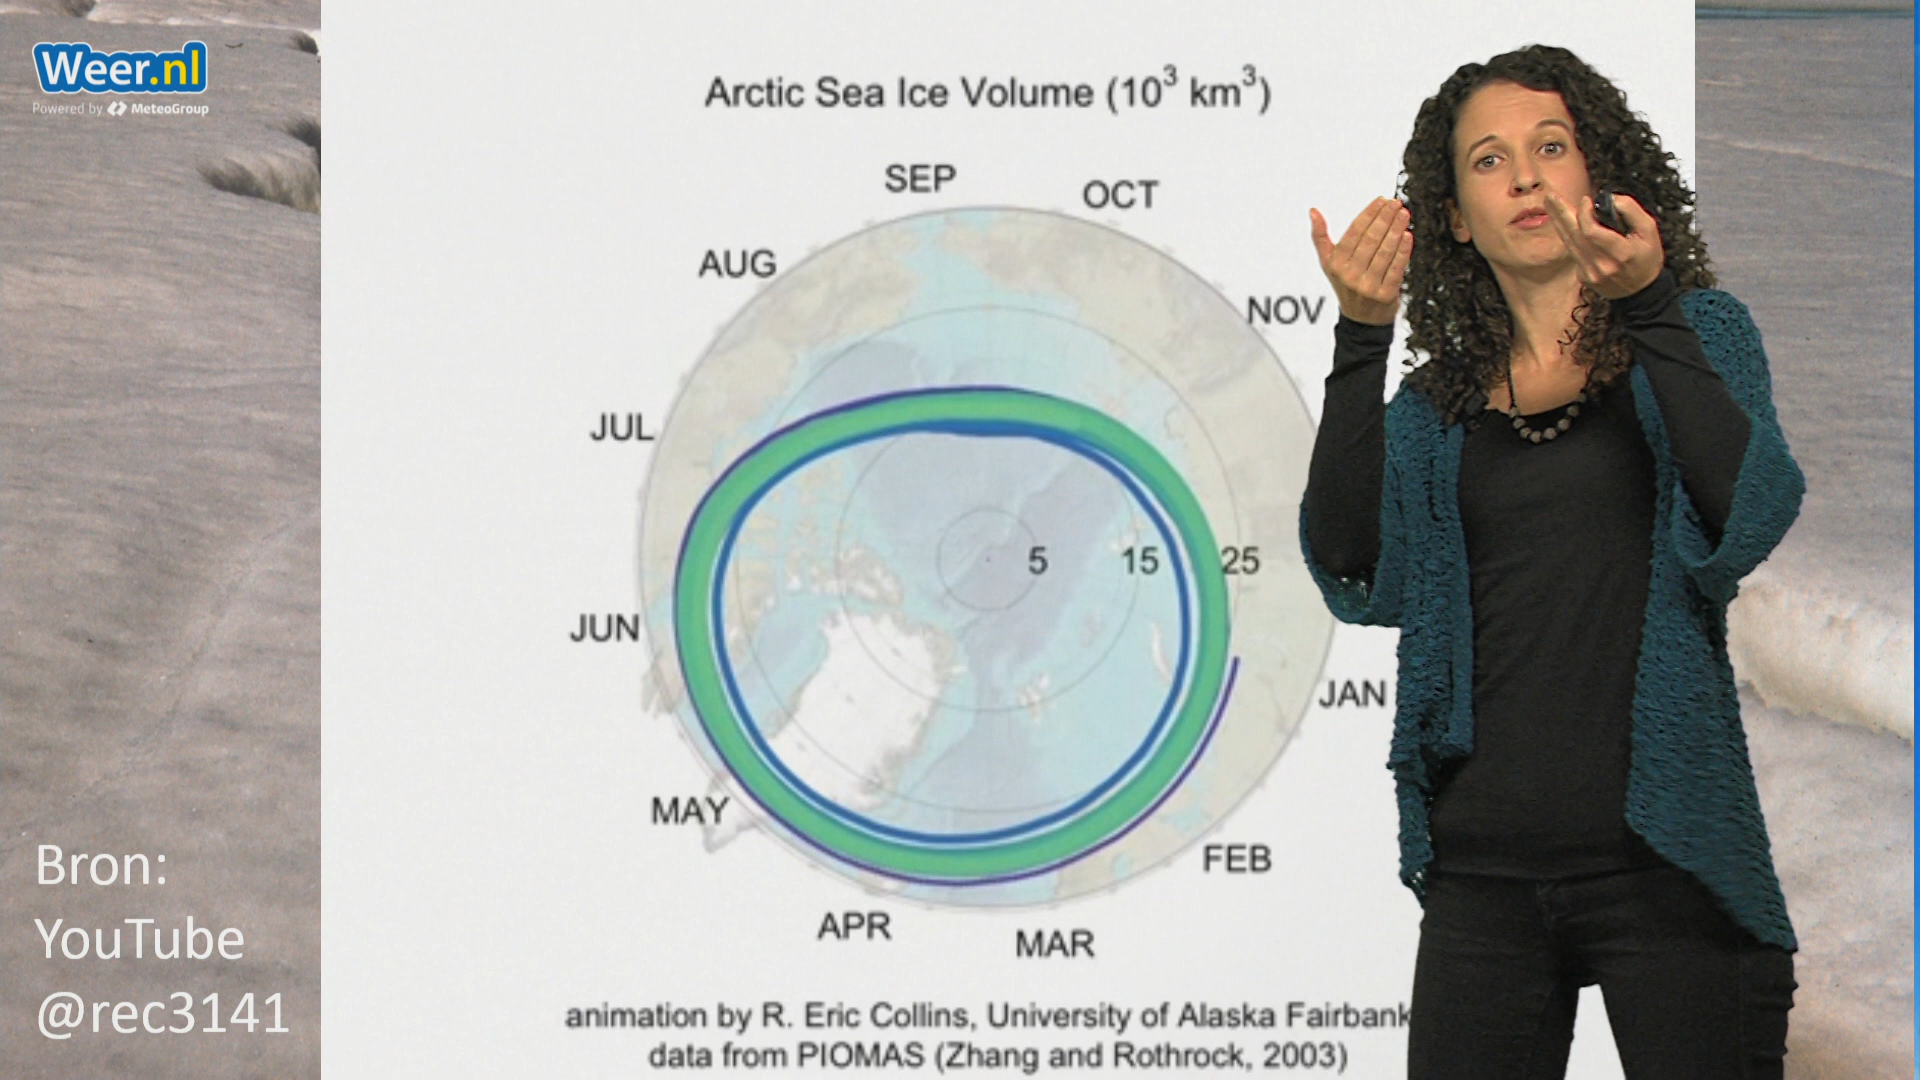 Weer.nl
Powered by MeteoGroup
Arctic Sea Ice Volume (10³ km³)
SEP
OCT
AUG
NOV
JUL
5 15 25
JUN
JAN
MAY
FEB
APR
MAR
Bron:
YouTube
@rec3141
animation by R. Eric Collins, University of Alaska Fairbank
data from PIOMAS (Zhang and Rothrock, 2003)